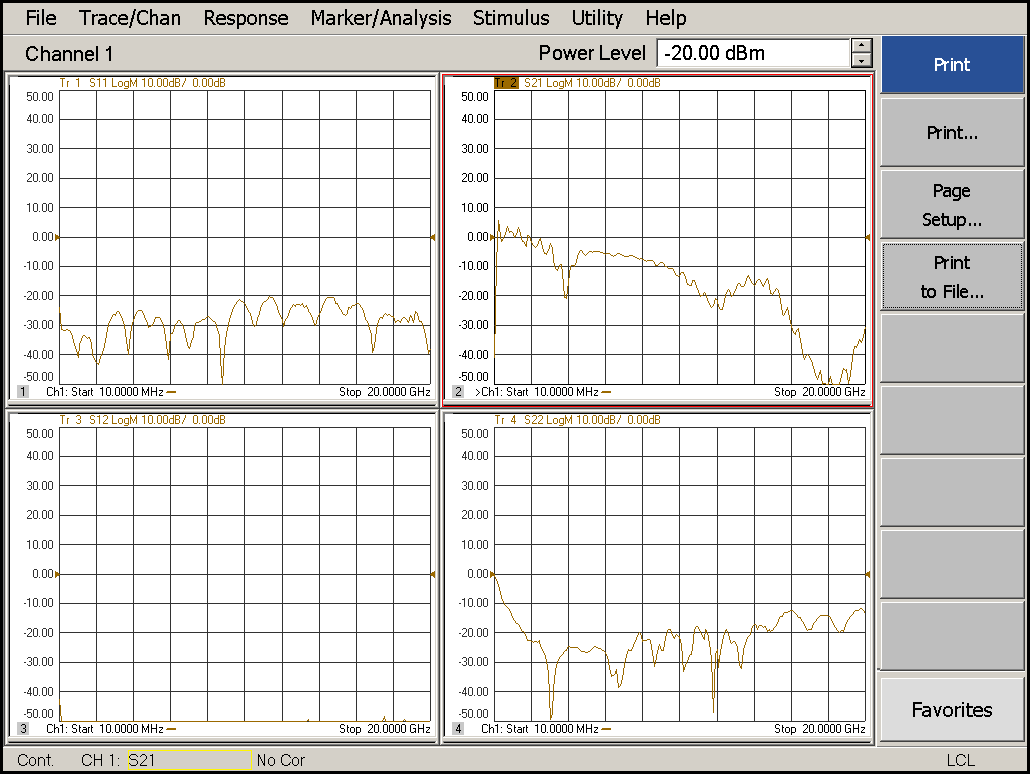 File Trace/Chan Response Marker/Analysis Stimulus Utility Help
Channel 1 Power Level -20.00 dBm
Print
Print...
Page
Setup...
Print
to File...
Favorites
Tr 1 S11 LogM 10.00dB/ 0.00dB
50.00
40.00
30.00
20.00
10.00
0.00
-10.00
-20.00
-30.00
-40.00
-50.00
1 Ch1: Start 10.0000 MHz Stop 20.0000 GHz
Tr 2 S21 LogM 10.00dB/ 0.00dB
50.00
40.00
30.00
20.00
10.00
0.00
-10.00
-20.00
-30.00
-40.00
-50.00
2 >Ch1: Start 10.0000 MHz Stop 20.0000 GHz
Tr 3 S12 LogM 10.00dB/ 0.00dB
50.00
40.00
30.00
20.00
10.00
0.00
-10.00
-20.00
-30.00
-40.00
-50.00
3 Ch1: Start 10.0000 MHz Stop 20.0000 GHz
Tr 4 S22 LogM 10.00dB/ 0.00dB
50.00
40.00
30.00
20.00
10.00
0.00
-10.00
-20.00
-30.00
-40.00
-50.00
4 Ch1: Start 10.0000 MHz Stop 20.0000 GHz
Cont. CH 1: S21 No Cor LCL